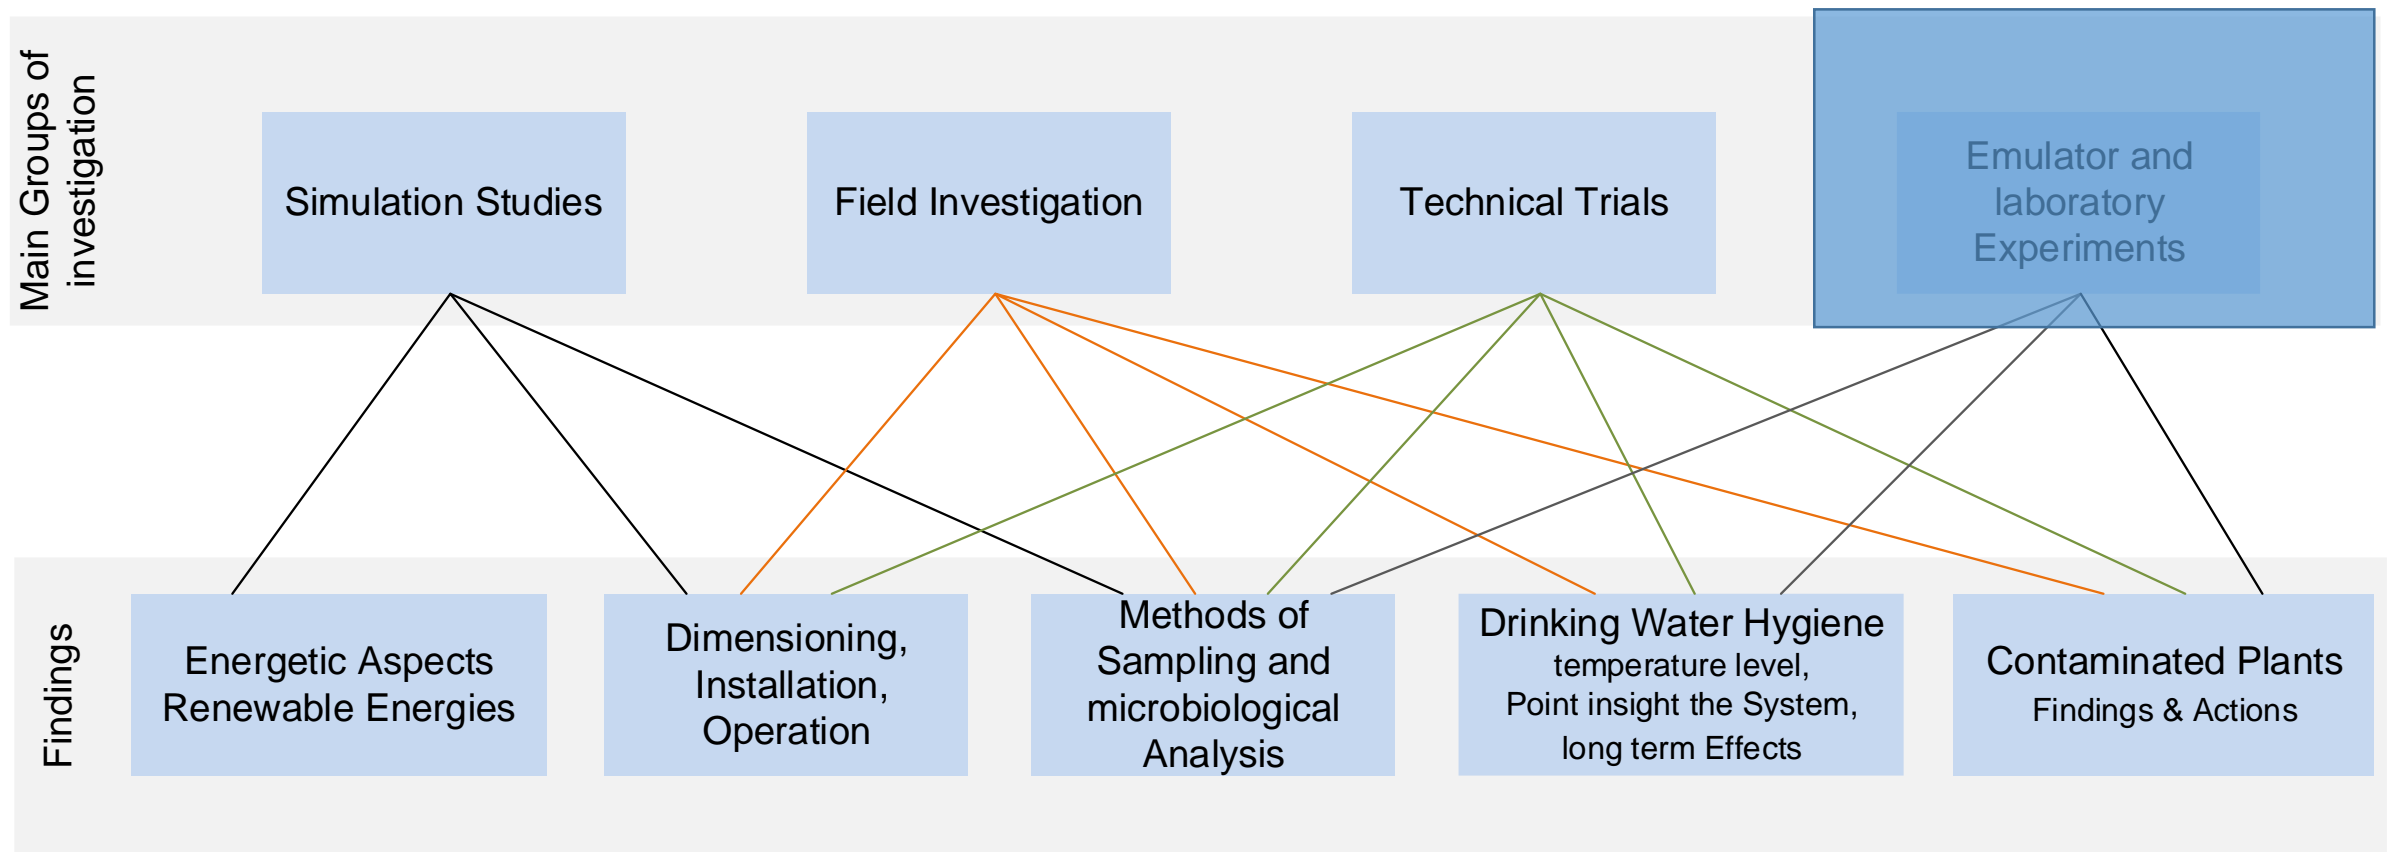 Main Groups of
investigation
Simulation Studies
Field Investigation
Technical Trials
Emulator and
laboratory
Experiments
Findings
Energetic Aspects
Renewable Energies
Dimensioning,
Installation,
Operation
Methods of
Sampling and
microbiological
Analysis
Drinking Water Hygiene
temperature level,
Point insight the System,
long term Effects
Contaminated Plants
Findings & Actions